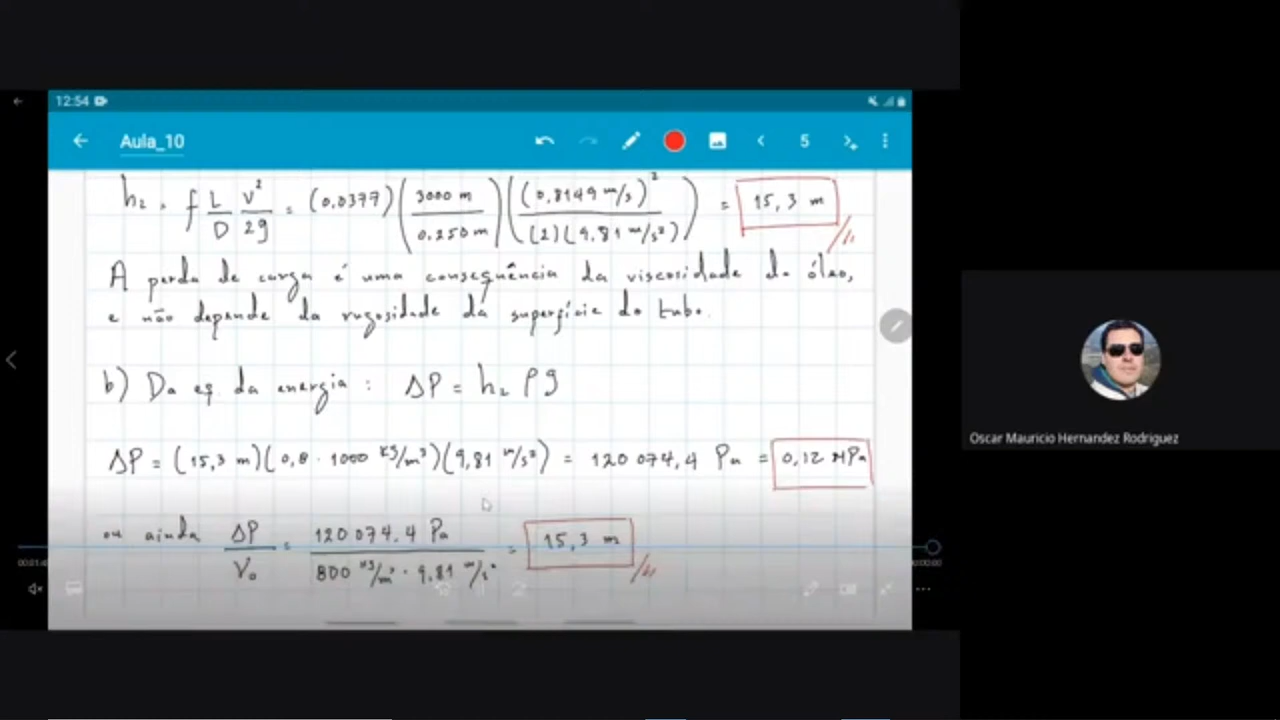 12:54
Aula_10
5
h₂ = f L/D V²/2g = (0,0377) (3000 m / 0.250 m) ((0,8149 m/s)² / (2)(9.81 m/s²)) = 15,3 m
A perda de carga é uma consequência da viscosidade do óleo,
e não depende da rugosidade da superfície do tubo.
b) Da eq. da energia : ΔP = h₂ ρ g
ΔP = (15,3 m)(0,8 · 1000 kg/m³)(9,81 m/s²) = 120 074,4 Pa = 0,12 MPa
ou ainda ΔP/γ₀ = 120 074,4 Pa / 800 kg/m³ · 9,81 m/s² = 15,3 m
Oscar Mauricio Hernandez Rodriguez